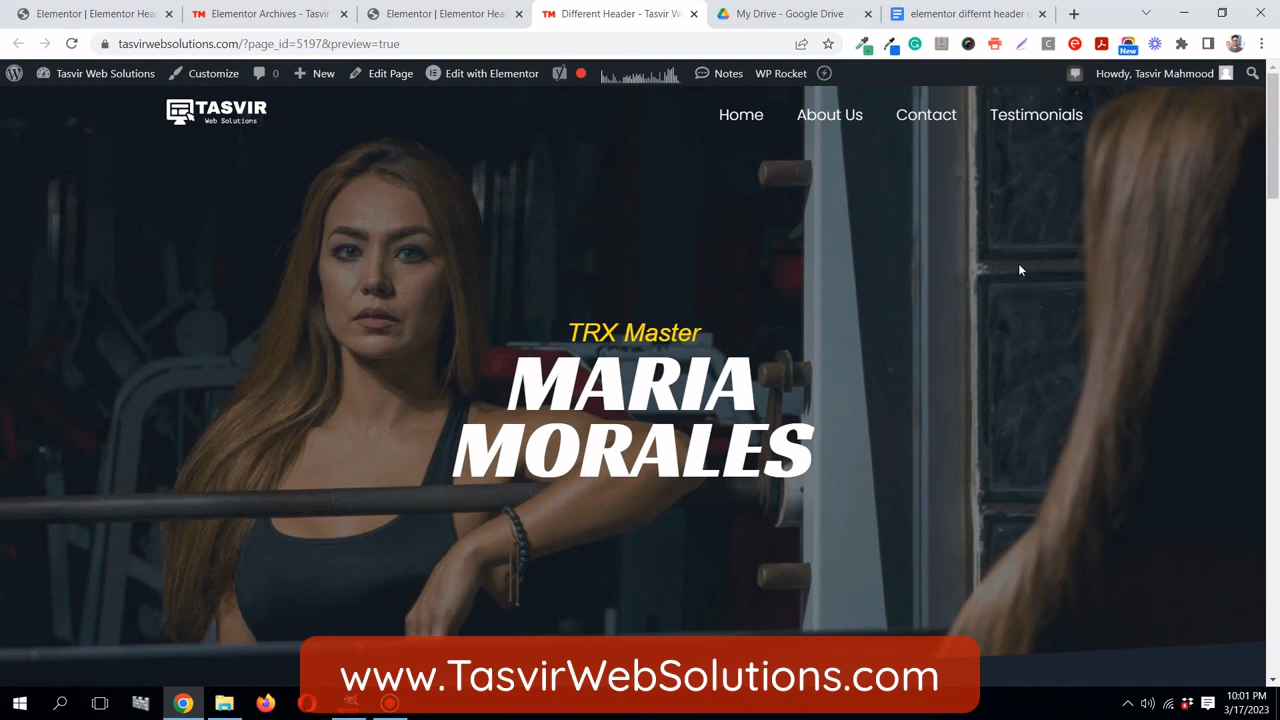 Elementor | Elementor Hea
Elementor Archives - Tasvir
Elementor | Elementor Hea
Different Header - Tasvir W
My Drive - Google Drive
elementor differnt header o
tasvirwebsolutions.com/?page_id=5197&preview=true
New
Tasvir Web Solutions
Customize
0
New
Edit Page
Edit with Elementor
Notes
WP Rocket
Howdy, Tasvir Mahmood
TASVIR
Web Solutions
Home
About Us
Contact
Testimonials
TRX Master
MARIA
MORALES
www.TasvirWebSolutions.com
10:01 PM
3/17/2023